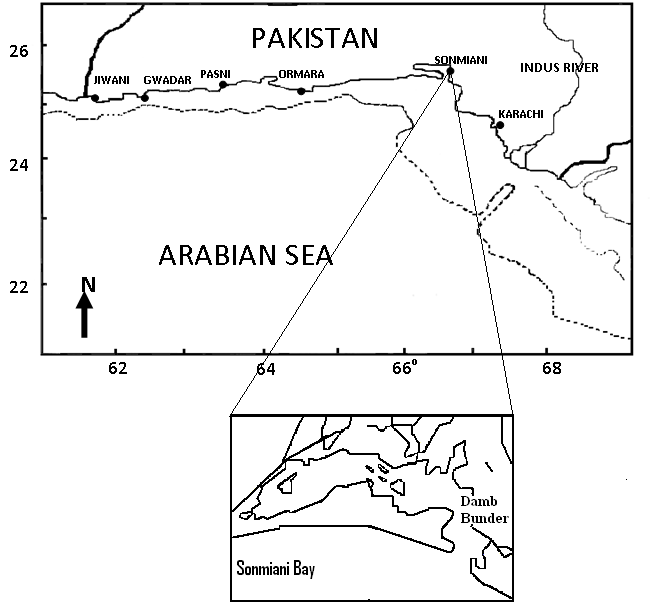 26
PAKISTAN
SONMIANI
INDUS RIVER
JIWANI
GWADAR
PASNI
ORMARA
KARACHI
24
ARABIAN SEA
22
N
62
64
66°
68
Damb
Bunder
Sonmiani Bay